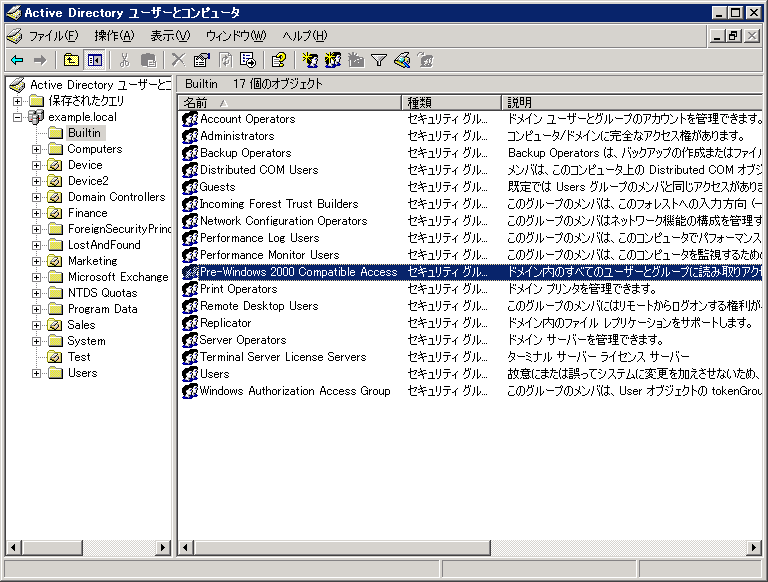 Active Directory ユーザーとコンピュータ
ファイル(F) 操作(A) 表示(V) ウィンドウ(W) ヘルプ(H)
Active Directory ユーザーとコ
保存されたクエリ
example.local
Builtin
Computers
Device
Device2
Domain Controllers
Finance
ForeignSecurityPrinc
LostAndFound
Marketing
Microsoft Exchange
NTDS Quotas
Program Data
Sales
System
Test
Users
Builtin 17 個のオブジェクト
名前 種類 説明
Account Operators セキュリティ グル... ドメイン ユーザーとグループのアカウントを管理できます。
Administrators セキュリティ グル... コンピュータ/ドメインに完全なアクセス権があります。
Backup Operators セキュリティ グル... Backup Operators は、バックアップの作成またはファイル
Distributed COM Users セキュリティ グル... メンバは、このコンピュータ上の Distributed COM オブジ
Guests セキュリティ グル... 既定では Users グループのメンバと同じアクセスがありま
Incoming Forest Trust Builders セキュリティ グル... このグループのメンバは、このフォレストへの入力方向 (一
Network Configuration Operators セキュリティ グル... このグループのメンバはネットワーク機能の構成を管理す
Performance Log Users セキュリティ グル... このグループのメンバは、このコンピュータでパフォーマンス
Performance Monitor Users セキュリティ グル... このグループのメンバは、このコンピュータを監視するため
Pre-Windows 2000 Compatible Access セキュリティ グル... ドメイン内のすべてのユーザーとグループに読み取りアクセ
Print Operators セキュリティ グル... ドメイン プリンタを管理できます。
Remote Desktop Users セキュリティ グル... このグループのメンバにはリモートからログオンする権利が
Replicator セキュリティ グル... ドメイン内のファイル レプリケーションをサポートします。
Server Operators セキュリティ グル... ドメイン サーバーを管理できます。
Terminal Server License Servers セキュリティ グル... ターミナル サーバー ライセンス サーバー
Users セキュリティ グル... 故意にまたは誤ってシステムに変更を加えさせないため、
Windows Authorization Access Group セキュリティ グル... このグループのメンバは、User オブジェクトの tokenGrou